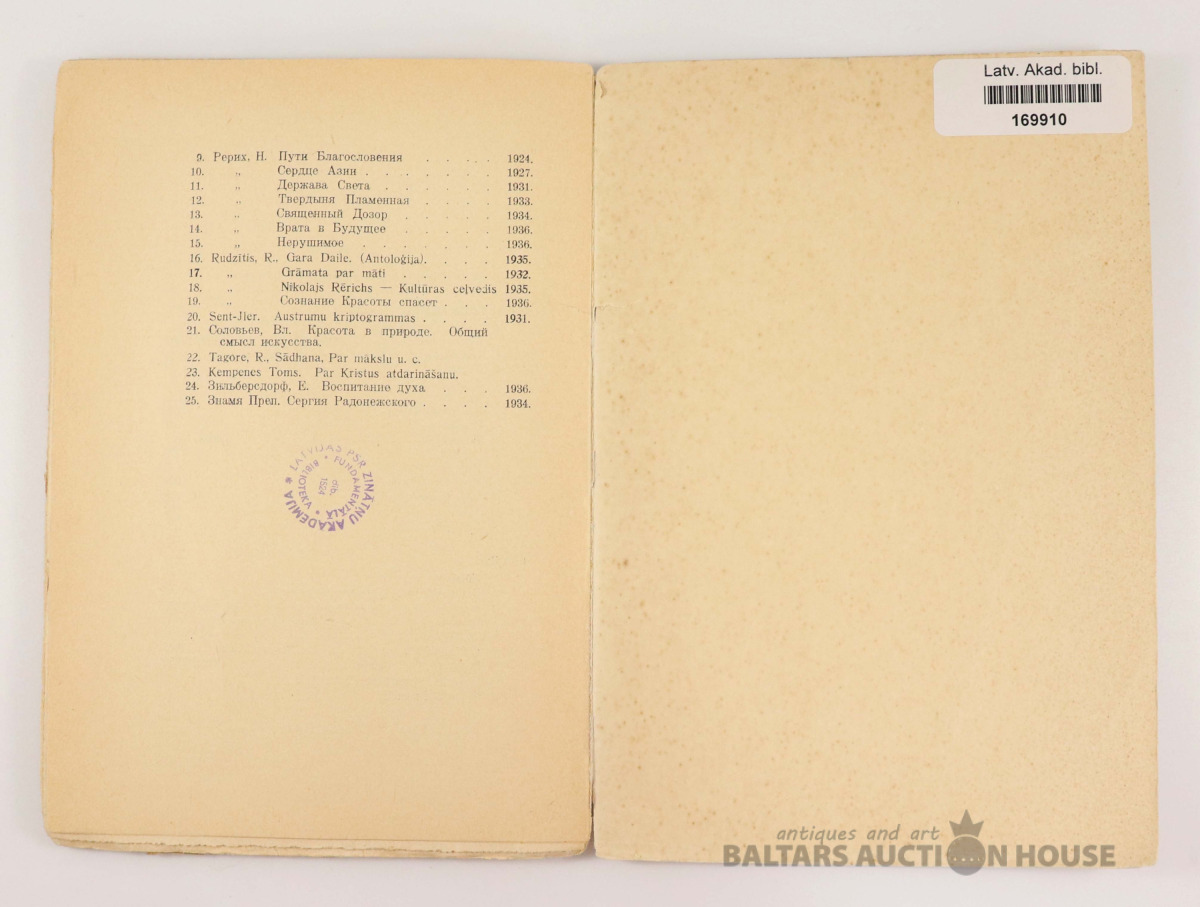 9. Рерих, Н. Пути Благословения . . . . 1924.
10. „ Сердце Азии . . . . . . . 1927.
11. „ Держава Света . . . . . . 1931.
12. „ Твердыня Пламенная . . . . 1933.
13. „ Священный Дозор . . . . . 1934.
14. „ Врата в Будущее . . . . . 1936.
15. „ Нерушимое . . . . . . . 1936.
16. Rudzītis, R., Gara Daile. (Antoloģija). . . . 1935.
17. „ Grāmata par māti . . . . . 1932.
18. „ Nikolajs Rērichs — Kultūras ceļvedis 1935.
19. „ Сознание Красоты спасет . . . 1936.
20. Sent-Jler. Austrumu kriptogrammas . . . . 1931.
21. Соловьев, Вл. Красота в природе. Общий
смысл искусства.
22. Tagore, R., Sādhana, Par mākslu u. c.
23. Kempenes Toms. Par Kristus atdarināšanu.
24. Зильберсдорф, Е. Воспитание духа . . . 1936.
25. Знамя Преп. Сергия Радонежского . . . . 1934.
* LATVIJAS PSR ZINĀTŅU AKADEMIJA
* FUNDAMENTĀLĀ *
Latv. Akad. bibl.
169910
antiques and art
BALTARS AUCTION HOUSE